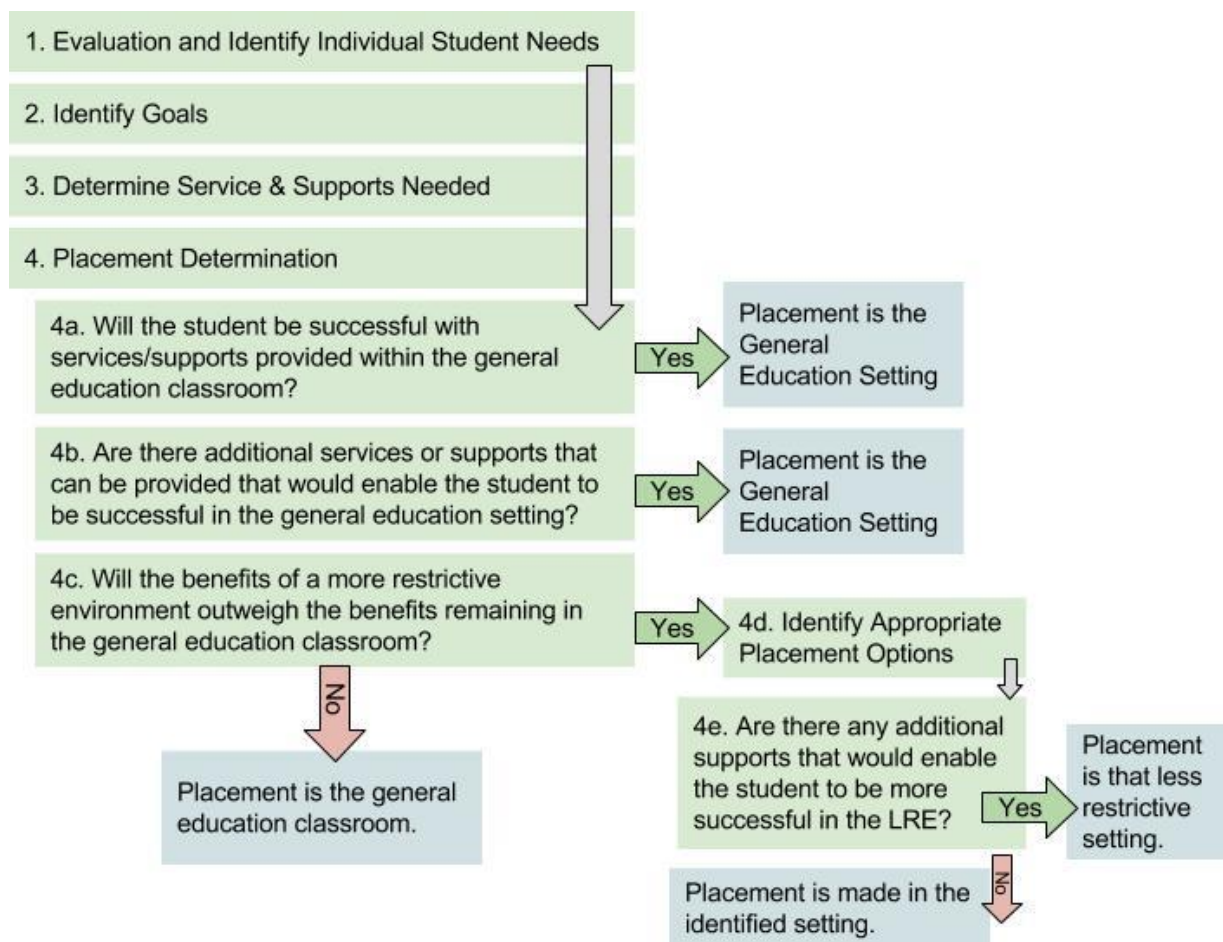 1. Evaluation and Identify Individual Student Needs
2. Identify Goals
3. Determine Service & Supports Needed
4. Placement Determination
4a. Will the student be successful with
services/supports provided within the general
education classroom?
Yes
Placement is the
General
Education Setting
4b. Are there additional services or supports that
can be provided that would enable the student to
be successful in the general education setting?
Yes
Placement is the
General
Education Setting
4c. Will the benefits of a more restrictive
environment outweigh the benefits remaining in
the general education classroom?
Yes
4d. Identify Appropriate
Placement Options
No
Placement is the general
education classroom.
4e. Are there any additional
supports that would enable
the student to be more
successful in the LRE?
Yes
Placement
is that less
restrictive
setting.
No
Placement is made in the
identified setting.